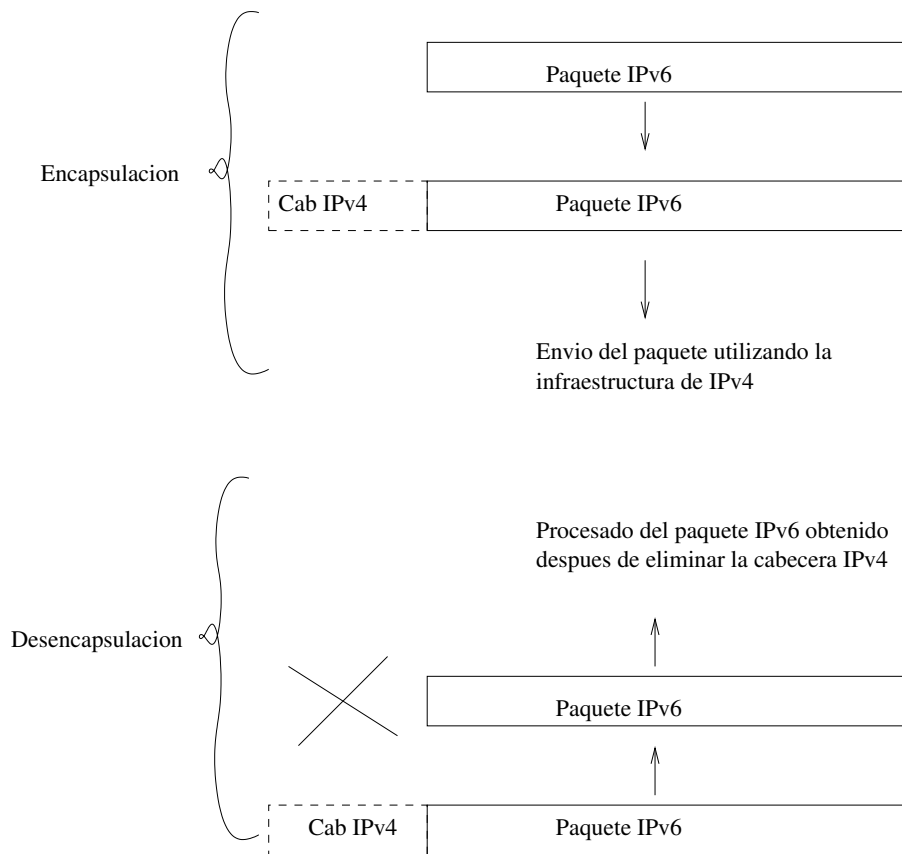 Paquete IPv6
Encapsulacion
Cab IPv4
Paquete IPv6
Envio del paquete utilizando la
infraestructura de IPv4
Procesado del paquete IPv6 obtenido
despues de eliminar la cabecera IPv4
Desencapsulacion
Paquete IPv6
Cab IPv4
Paquete IPv6